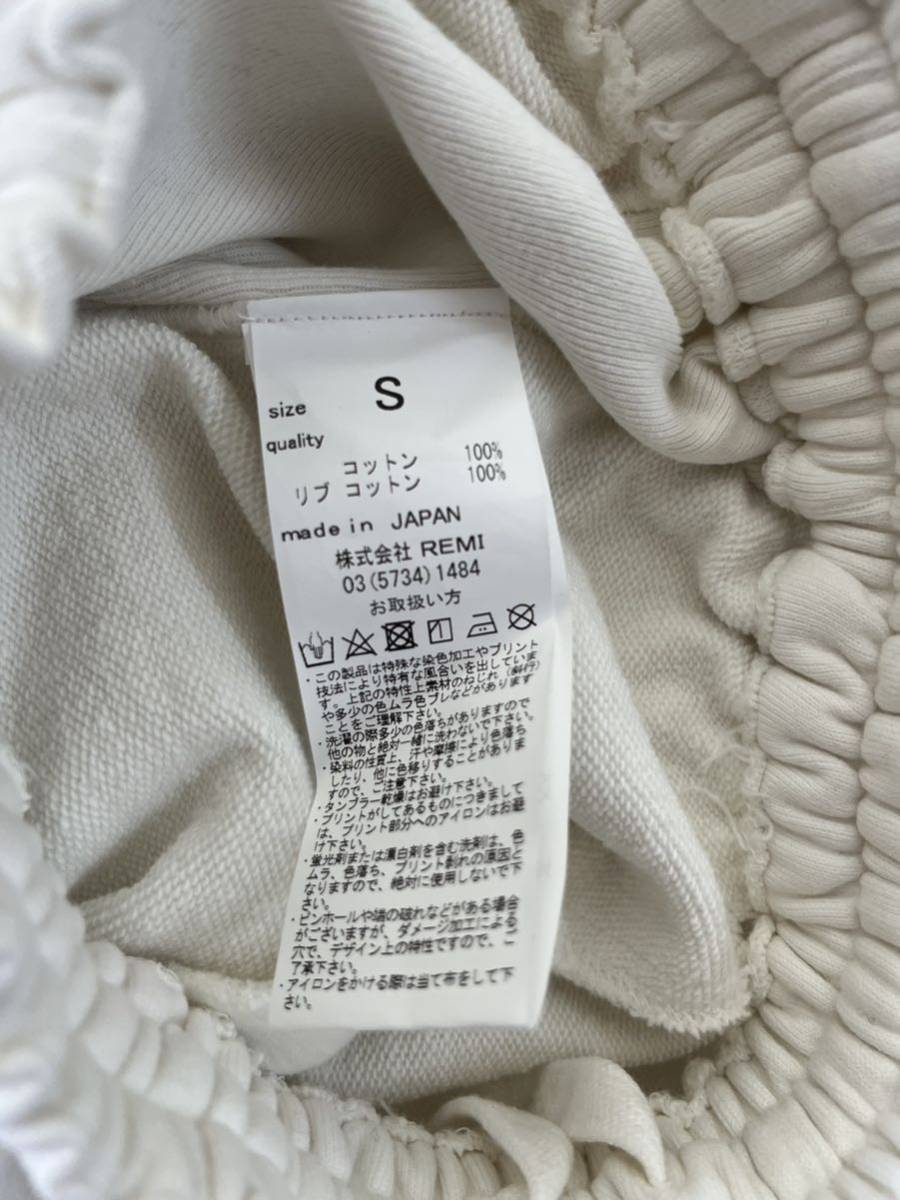 size S
quality
コットン 100%
リブ コットン 100%
made in JAPAN
株式会社 REMI
03(5734)1484
お取扱い方
・この製品は特殊な染色加工やプリント
技法により特有な風合いを出していま
す。上記の特性上素材のねじれ(斜行)
や多少の色ムラ色ブレなどがあります
ことをご理解下さい。
・洗濯の際多少の色落ちがありますので
他の物と絶対一緒に洗わないで下さい。
・染料の性質上、汗や摩擦により色落ち
したり、他に色移りすることがありま
すので、ご注意下さい。
・タンブラー乾燥はお避け下さい。
・プリントがしてあるものにつきまして
は、プリント部分へのアイロンはお避
け下さい。
・蛍光剤または漂白剤を含む洗剤は、色
ムラ、色落ち、プリント剥れの原因と
なりますので、絶対に使用しないで下
さい。
・ピンホールや端の破れなどがある場合
がございますが、ダメージ加工による
穴で、デザイン上の特性ですので、ご
了承下さい。
・アイロンをかける際は当て布をして下
さい。